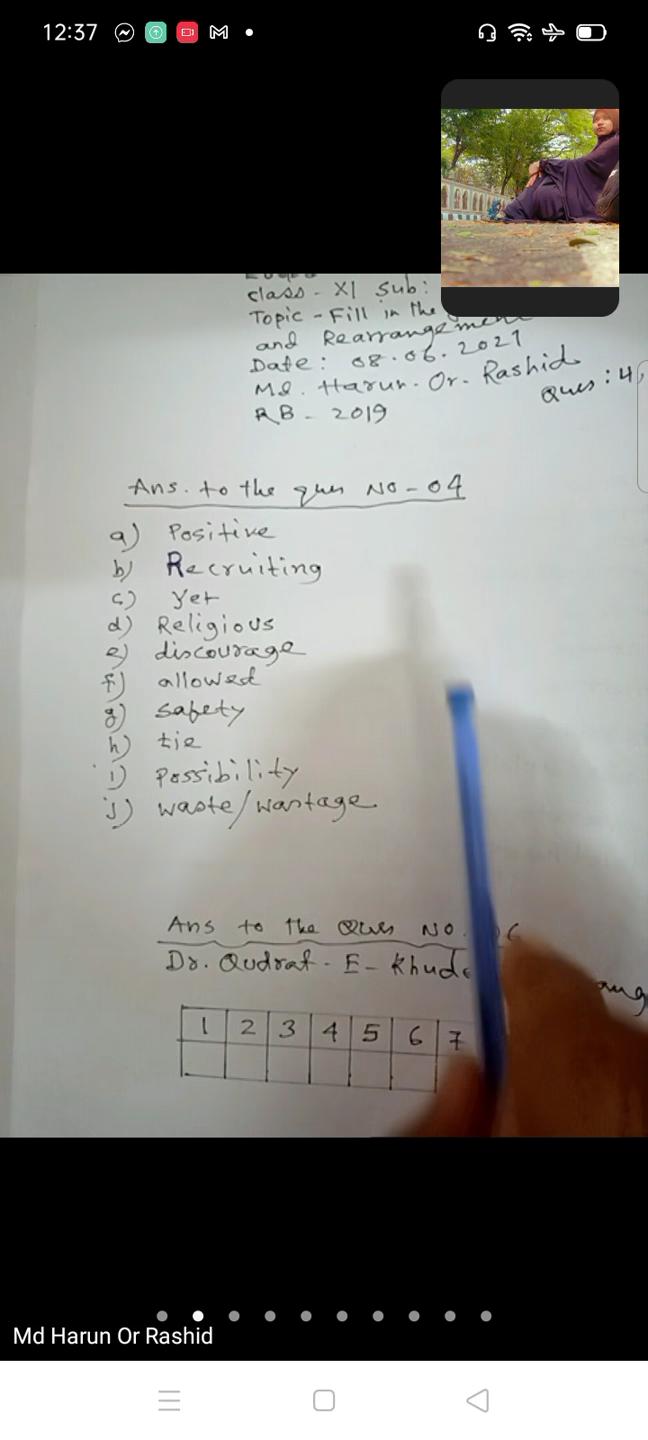 12:37
class - XI Sub:
Topic - Fill in the
and Rearrangement
Date: 08.06.2021
Md. Harun-Or-Rashid
Ques: 4,
RB - 2019
Ans. to the ques No-04
a) Positive
b) Recruiting
c) Yet
d) Religious
e) discourage
f) allowed
g) safety
h) tie
i) possibility
j) waste/wastage
Ans to the Ques No.
Dr. Qudrat-E-Khuda
1 2 3 4 5 6 7
Md Harun Or Rashid